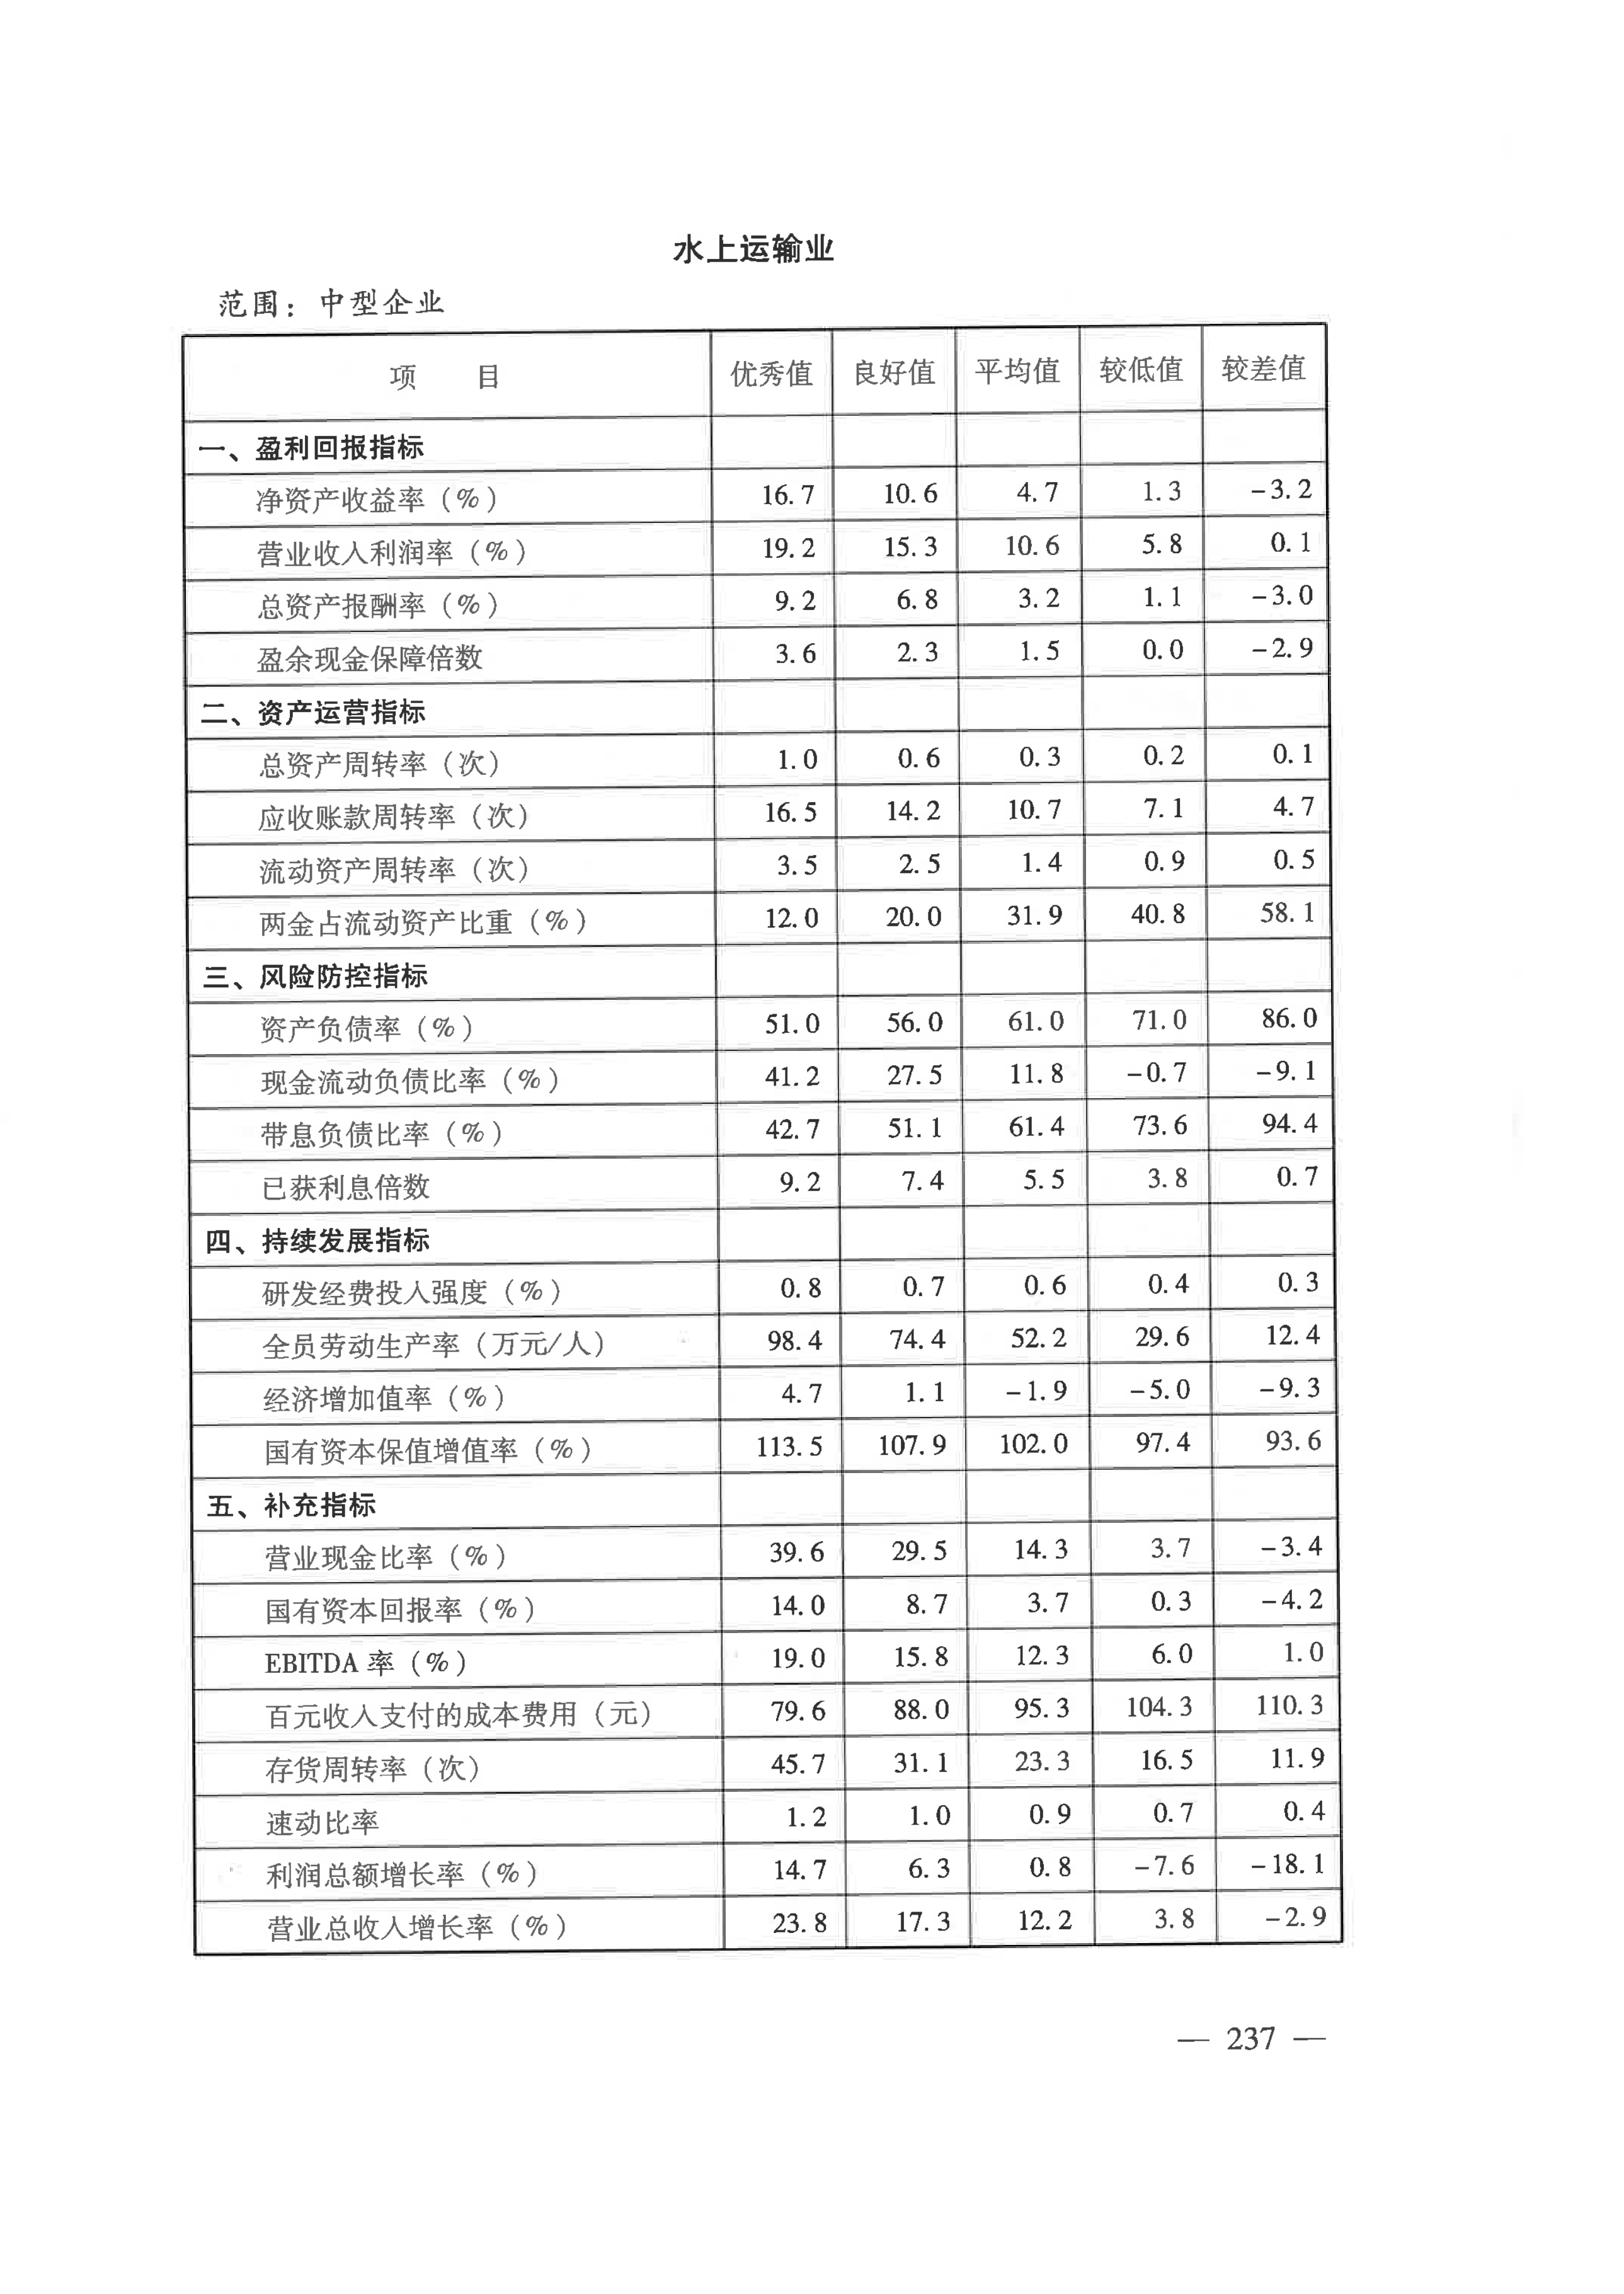 水上运输业
范围：中型企业
项 目 优秀值 良好值 平均值 较低值 较差值
一、盈利回报指标
净资产收益率（%） 16.7 10.6 4.7 1.3 -3.2
营业收入利润率（%） 19.2 15.3 10.6 5.8 0.1
总资产报酬率（%） 9.2 6.8 3.2 1.1 -3.0
盈余现金保障倍数 3.6 2.3 1.5 0.0 -2.9
二、资产运营指标
总资产周转率（次） 1.0 0.6 0.3 0.2 0.1
应收账款周转率（次） 16.5 14.2 10.7 7.1 4.7
流动资产周转率（次） 3.5 2.5 1.4 0.9 0.5
两金占流动资产比重（%） 12.0 20.0 31.9 40.8 58.1
三、风险防控指标
资产负债率（%） 51.0 56.0 61.0 71.0 86.0
现金流动负债比率（%） 41.2 27.5 11.8 -0.7 -9.1
带息负债比率（%） 42.7 51.1 61.4 73.6 94.4
已获利息倍数 9.2 7.4 5.5 3.8 0.7
四、持续发展指标
研发经费投入强度（%） 0.8 0.7 0.6 0.4 0.3
全员劳动生产率（万元/人） 98.4 74.4 52.2 29.6 12.4
经济增加值率（%） 4.7 1.1 -1.9 -5.0 -9.3
国有资本保值增值率（%） 113.5 107.9 102.0 97.4 93.6
五、补充指标
营业现金比率（%） 39.6 29.5 14.3 3.7 -3.4
国有资本回报率（%） 14.0 8.7 3.7 0.3 -4.2
EBITDA 率（%） 19.0 15.8 12.3 6.0 1.0
百元收入支付的成本费用（元） 79.6 88.0 95.3 104.3 110.3
存货周转率（次） 45.7 31.1 23.3 16.5 11.9
速动比率 1.2 1.0 0.9 0.7 0.4
利润总额增长率（%） 14.7 6.3 0.8 -7.6 -18.1
营业总收入增长率（%） 23.8 17.3 12.2 3.8 -2.9
— 237 —